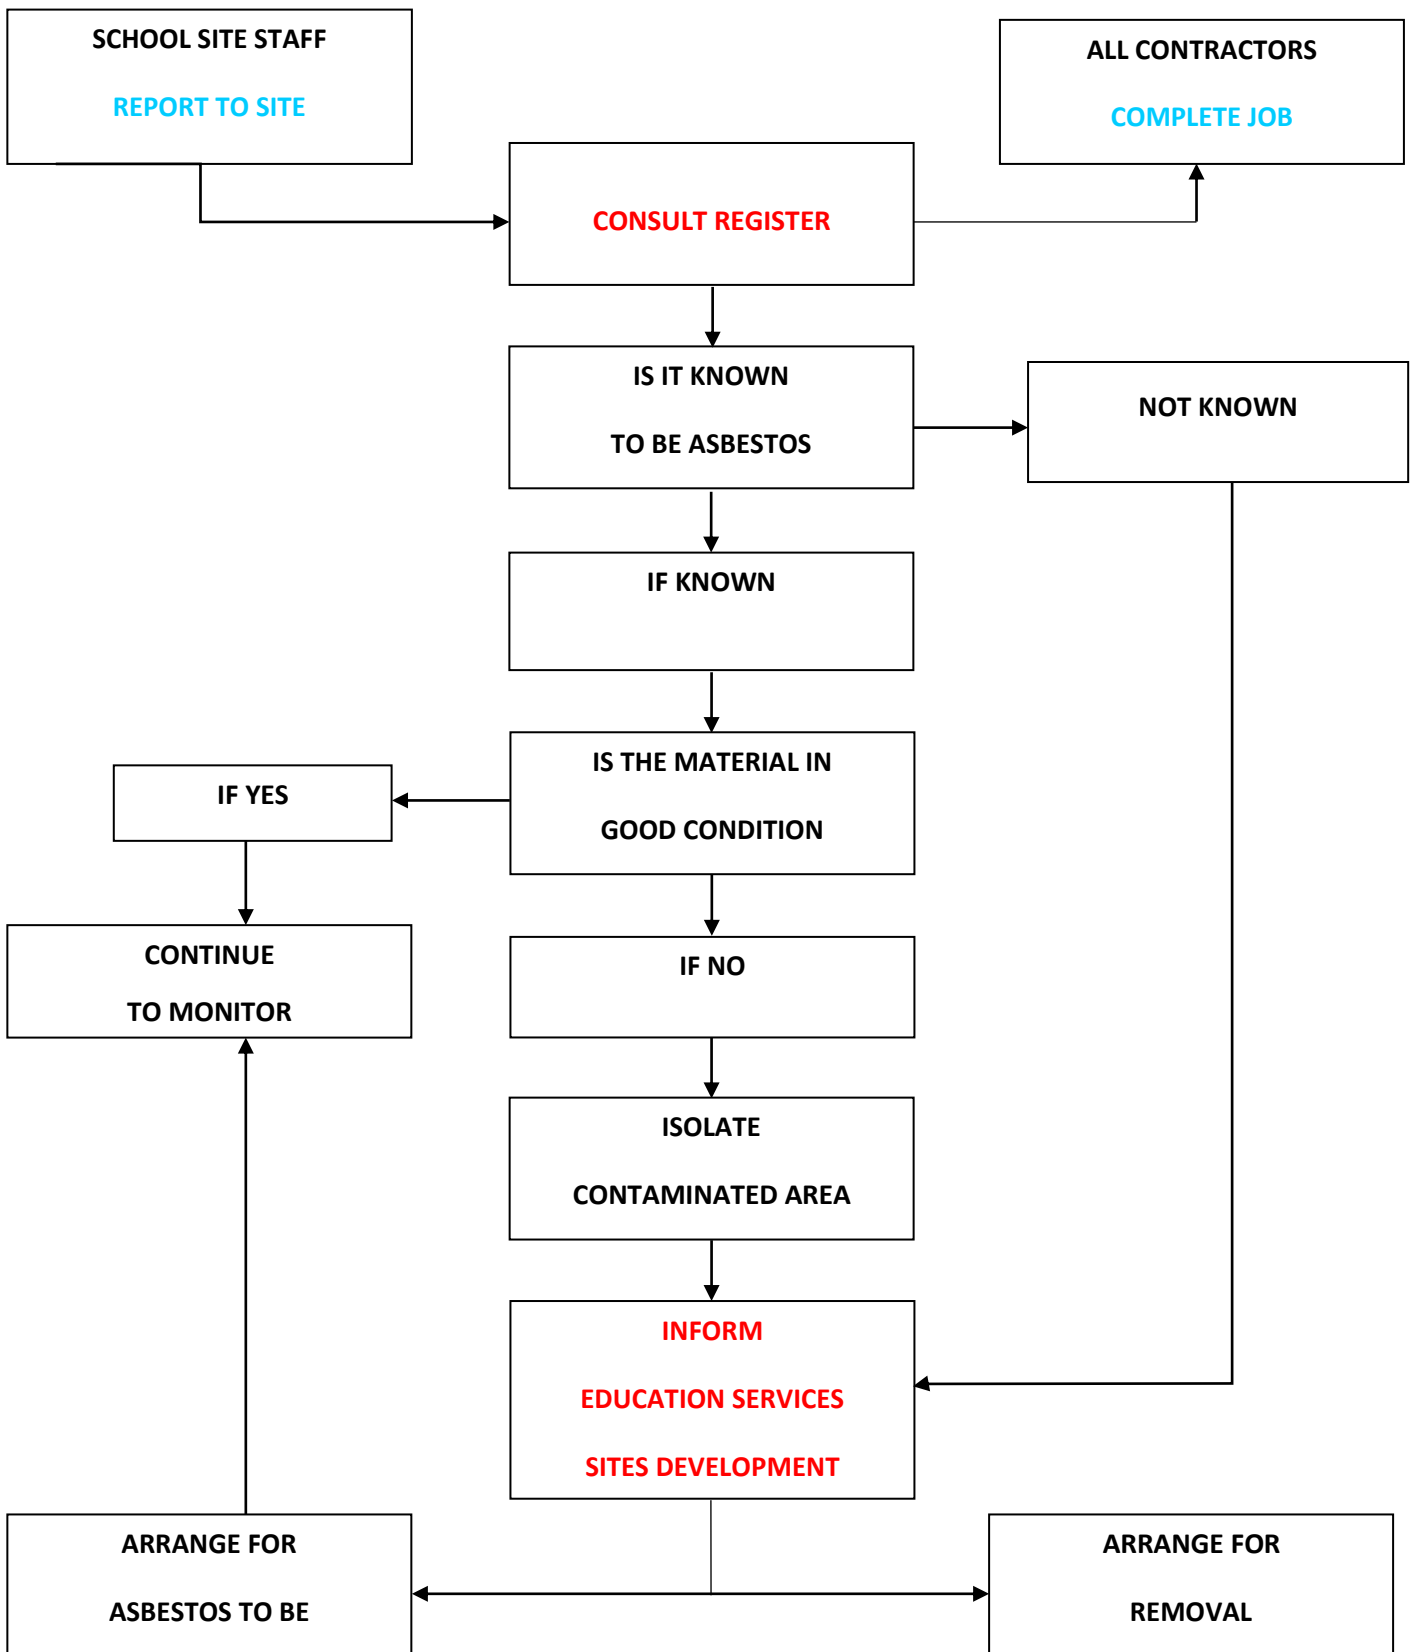 SCHOOL SITE STAFF
REPORT TO SITE
ALL CONTRACTORS
COMPLETE JOB
CONSULT REGISTER
IS IT KNOWN
TO BE ASBESTOS
NOT KNOWN
IF KNOWN
IS THE MATERIAL IN
GOOD CONDITION
IF YES
CONTINUE
TO MONITOR
IF NO
ISOLATE
CONTAMINATED AREA
INFORM
EDUCATION SERVICES
SITES DEVELOPMENT
ARRANGE FOR
ASBESTOS TO BE
ARRANGE FOR
REMOVAL